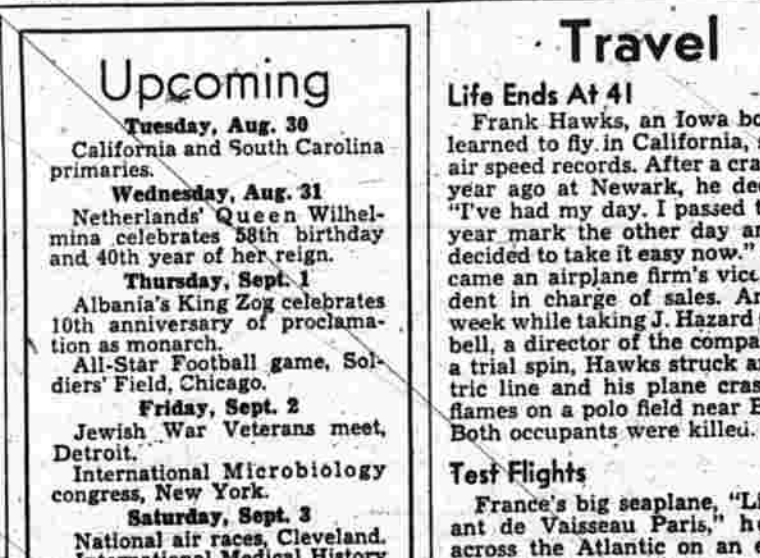 Upcoming
Tuesday, Aug. 30
California and South Carolina
primaries.
Wednesday, Aug. 31
Netherlands' Queen Wilhel-
mina celebrates 58th birthday
and 40th year of her reign.
Thursday, Sept. 1
Albania's King Zog celebrates
10th anniversary of proclama-
tion as monarch.
All-Star Football game, Sol-
diers' Field, Chicago.
Friday, Sept. 2
Jewish War Veterans meet,
Detroit.
International Microbiology
congress, New York.
Saturday, Sept. 3
National air races, Cleveland.
International Medical History
Travel
Life Ends At 41
Frank Hawks, an Iowa
learned to fly in California,
air speed records. After a
year ago at Newark, he
"I've had my day. I passed
year mark the other day
decided to take it easy now."
came an airplane firm's
dent in charge of sales.
week while taking J. Hazard
bell, a director of the
a trial spin, Hawks struck
tric line and his plane
flames on a polo field near
Both occupants were killed.
Test Flights
France's big seaplane,
ant de Vaisseau Paris,"
across the Atlantic on an